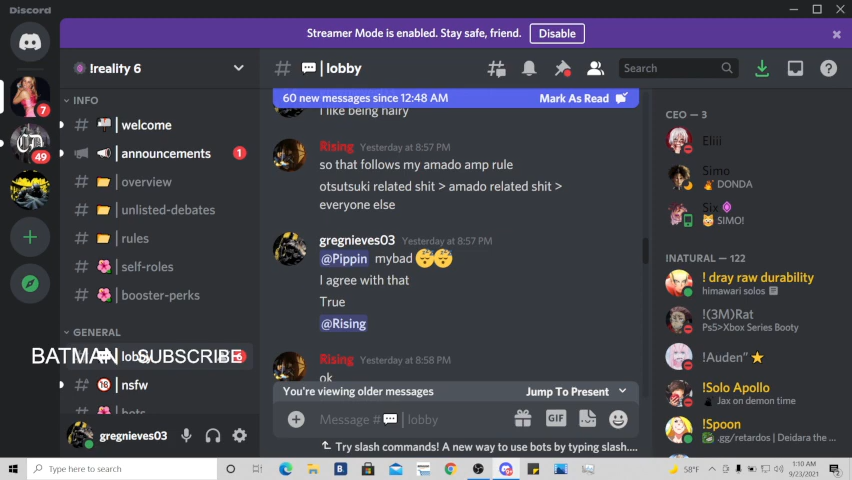 Discord
Streamer Mode is enabled. Stay safe, friend. Disable
Ireality 6
lobby
Search
60 new messages since 12:48 AM Mark As Read
INFO
welcome
announcements 1
overview
unlisted-debates
rules
self-roles
booster-perks
GENERAL
lobby
nsfw
bots
BATMAN SUBSCRIBE
7
49
I like being hairy
Rising Yesterday at 8:57 PM
so that follows my amado amp rule
otsutsuki related shit > amado related shit >
everyone else
gregnieves03 Yesterday at 8:57 PM
@Pippin mybad
I agree with that
True
@Rising
Rising Yesterday at 8:58 PM
ok
You're viewing older messages Jump To Present
Message # | lobby
GIF
Try slash commands! A new way to use bots by typing slash....
CEO — 3
Eliii
Simo
DONDA
Six
SIMO!
INATURAL — 122
! dray raw durability
himawari solos
!(3M)Rat
Ps5>Xbox Series Booty
!Auden"
!Solo Apollo
Jax on demon time
!Spoon
.gg/retardos | Deidara the...
gregnieves03
Type here to search
58°F
1:10 AM
9/23/2021